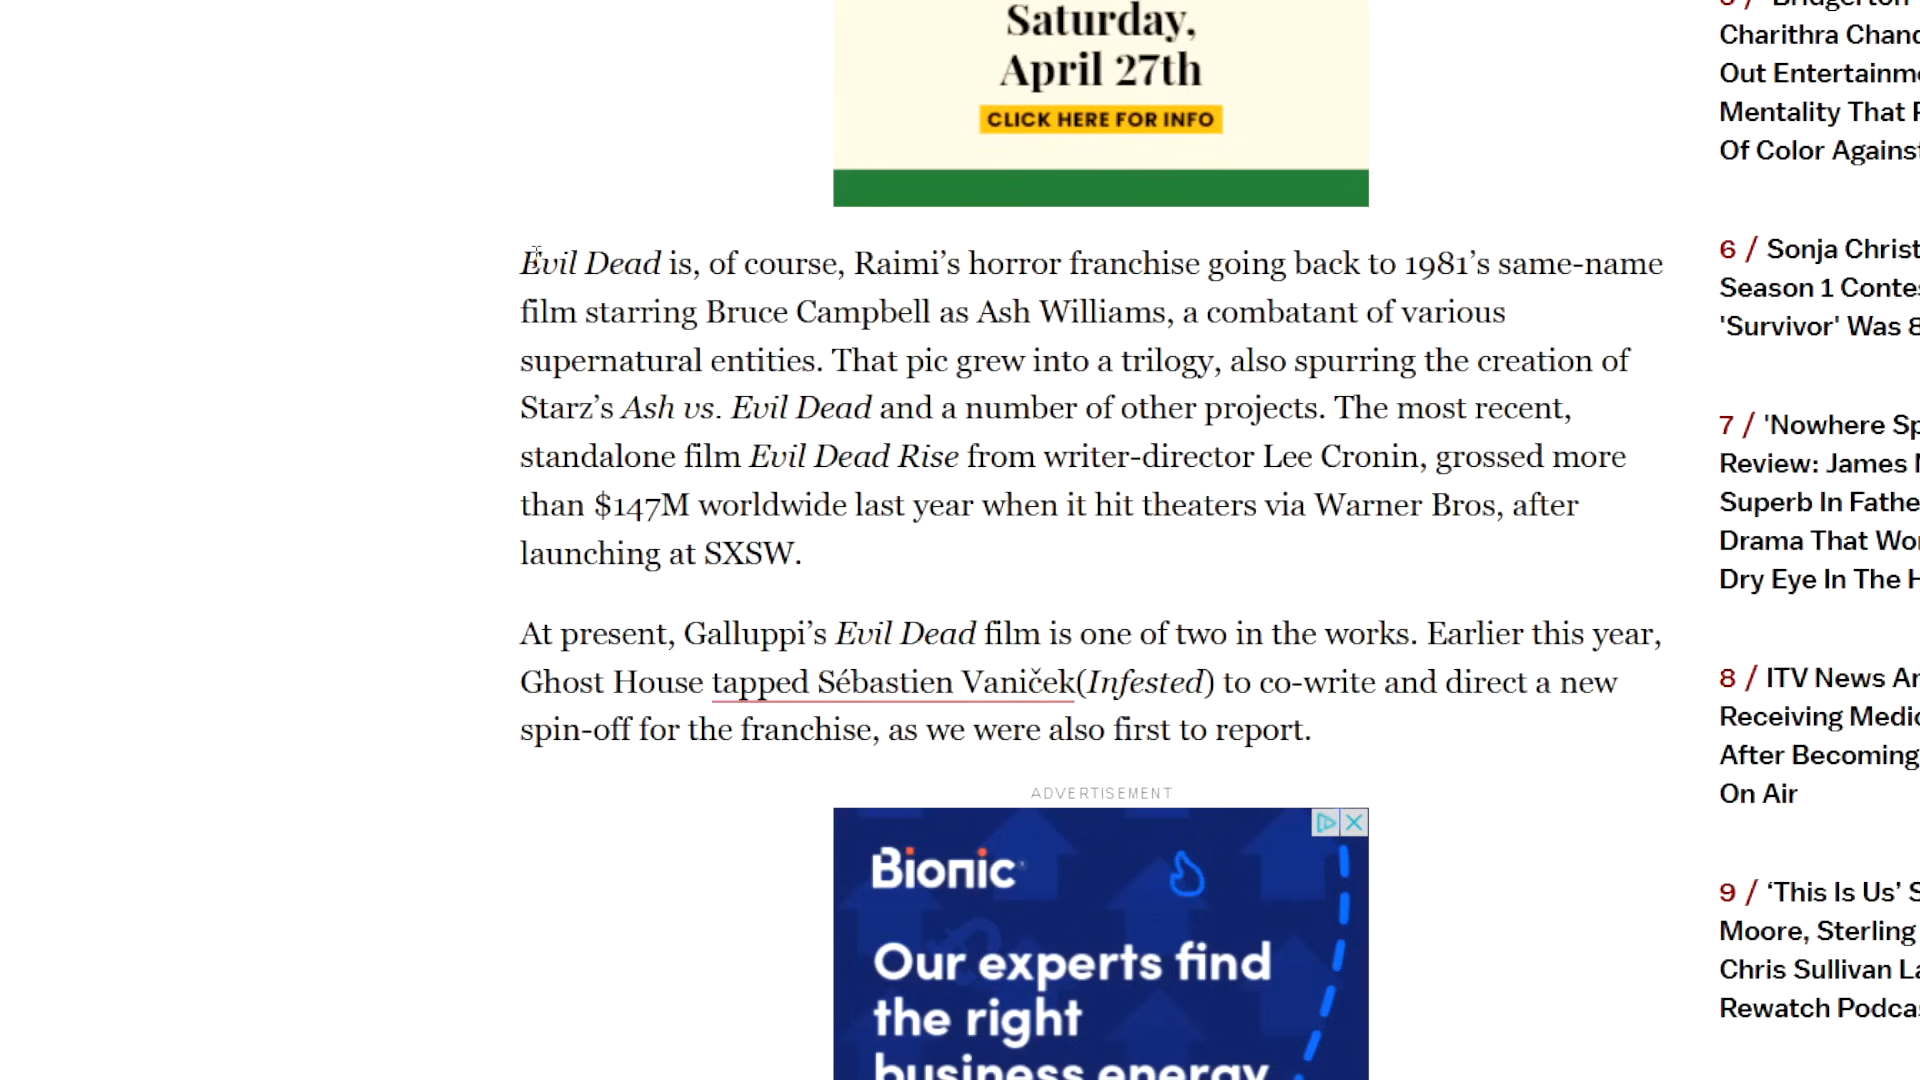 Saturday,
April 27th
CLICK HERE FOR INFO
Evil Dead is, of course, Raimi’s horror franchise going back to 1981’s same-name
film starring Bruce Campbell as Ash Williams, a combatant of various
supernatural entities. That pic grew into a trilogy, also spurring the creation of
Starz’s Ash vs. Evil Dead and a number of other projects. The most recent,
standalone film Evil Dead Rise from writer-director Lee Cronin, grossed more
than $147M worldwide last year when it hit theaters via Warner Bros, after
launching at SXSW.
At present, Galluppi’s Evil Dead film is one of two in the works. Earlier this year,
Ghost House tapped Sébastien Vaniček(Infested) to co-write and direct a new
spin-off for the franchise, as we were also first to report.
ADVERTISEMENT
Bionic
Our experts find
the right
business energy
Charithra Chan
Out Entertainm
Mentality That
Of Color Agains
6 / Sonja Christ
Season 1 Conte
'Survivor' Was 8
7 / 'Nowhere Sp
Review: James
Superb In Fathe
Drama That Wo
Dry Eye In The
8 / ITV News An
Receiving Medi
After Becoming
On Air
9 / ‘This Is Us’ S
Moore, Sterling
Chris Sullivan La
Rewatch Podca